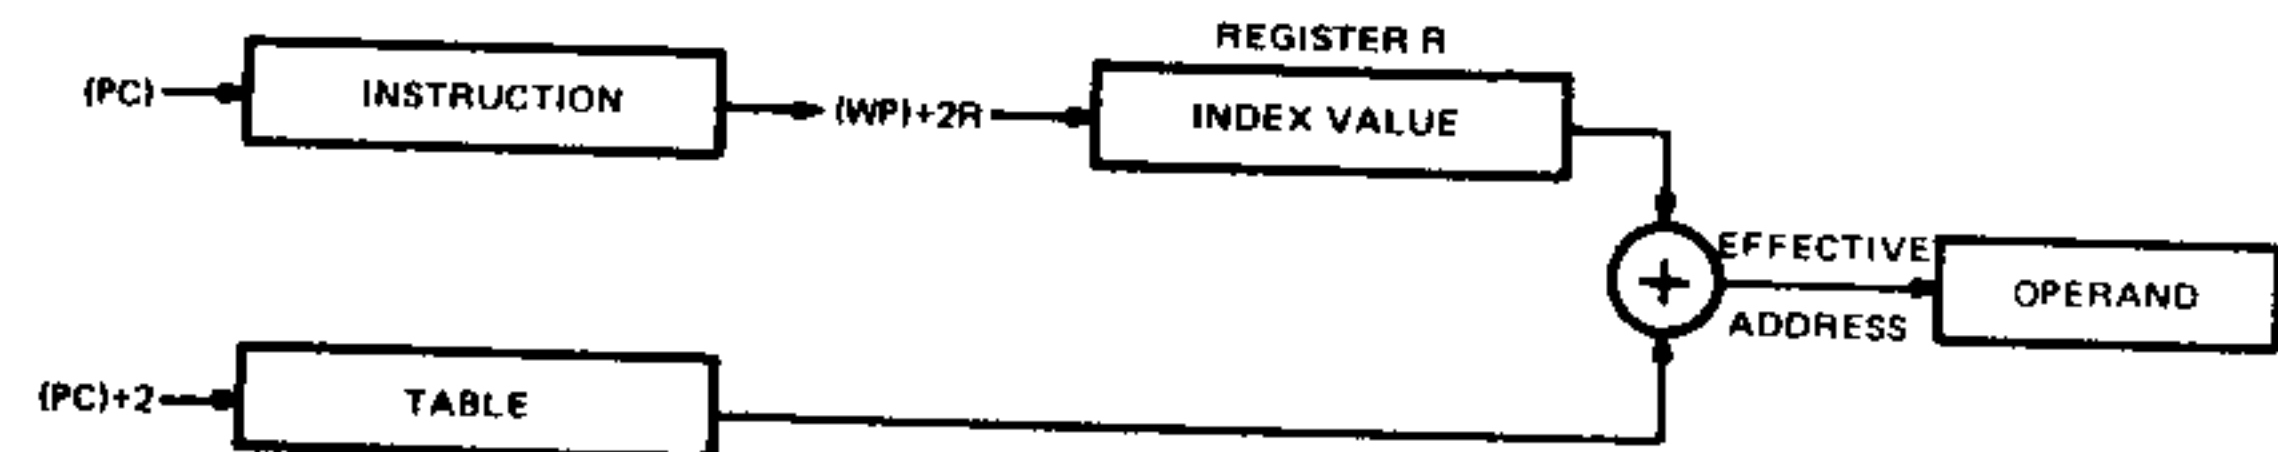 REGISTER R
(PC)
INSTRUCTION
(WP)+2R
INDEX VALUE
EFFECTIVE
ADDRESS
OPERAND
(PC)+2
TABLE
+